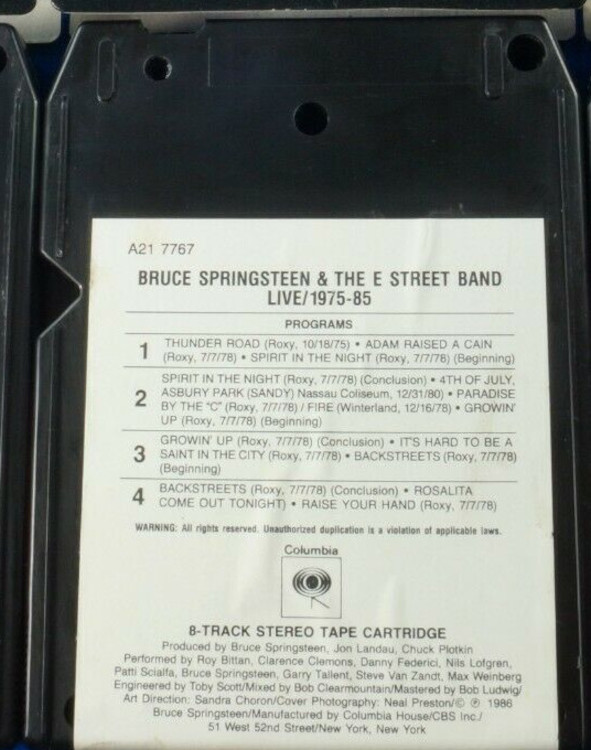 A21 7767
BRUCE SPRINGSTEEN & THE E STREET BAND
LIVE/1975-85
PROGRAMS
1 THUNDER ROAD (Roxy, 10/18/75) • ADAM RAISED A CAIN
(Roxy, 7/7/78) • SPIRIT IN THE NIGHT (Roxy, 7/7/78) (Beginning)
2 SPIRIT IN THE NIGHT (Roxy, 7/7/78) (Conclusion) • 4TH OF JULY,
ASBURY PARK (SANDY) Nassau Coliseum, 12/31/80) • PARADISE
BY THE "C" (Roxy, 7/7/78) / FIRE (Winterland, 12/16/78) • GROWIN'
UP (Roxy, 7/7/78) (Beginning)
3 GROWIN' UP (Roxy, 7/7/78) (Conclusion) • IT'S HARD TO BE A
SAINT IN THE CITY (Roxy, 7/7/78) • BACKSTREETS (Roxy, 7/7/78)
(Beginning)
4 BACKSTREETS (Roxy, 7/7/78) (Conclusion) • ROSALITA
COME OUT TONIGHT) • RAISE YOUR HAND (Roxy, 7/7/78)
WARNING: All rights reserved. Unauthorized duplication is a violation of applicable laws.
Columbia
8-TRACK STEREO TAPE CARTRIDGE
Produced by Bruce Springsteen, Jon Landau, Chuck Plotkin
Performed by Roy Bittan, Clarence Clemons, Danny Federici, Nils Lofgren,
Patti Scialfa, Bruce Springsteen, Garry Tallent, Steve Van Zandt, Max Weinberg
Engineered by Toby Scott/Mixed by Bob Clearmountain/Mastered by Bob Ludwig/
Art Direction: Sandra Choron/Cover Photography: Neal Preston/© ℗ 1986
Bruce Springsteen/Manufactured by Columbia House/CBS Inc./
51 West 52nd Street/New York, New York